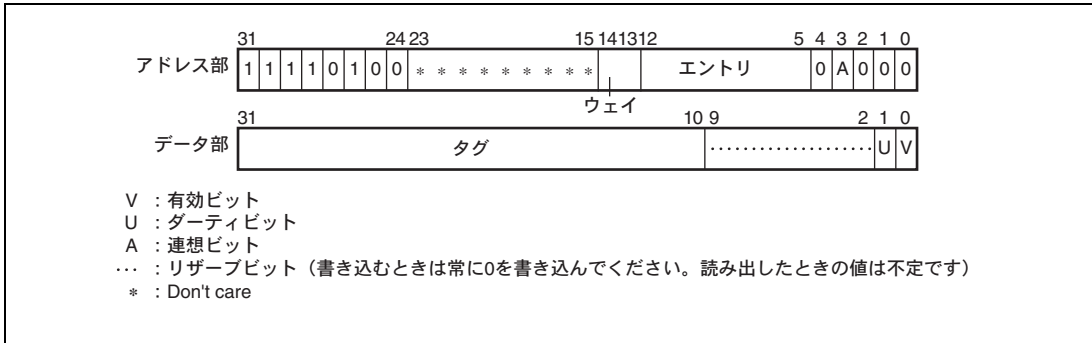 31 24 23 15 14 13 12 5 4 3 2 1 0
アドレス部 1 1 1 1 0 1 0 0 * * * * * * * * * エントリ 0 A 0 0 0
ウェイ
31 10 9 2 1 0
データ部 タグ ···················· U V
V :有効ビット
U :ダーティビット
A :連想ビット
··· :リザーブビット(書き込むときは常に0を書き込んでください。読み出したときの値は不定です)
* :Don't care